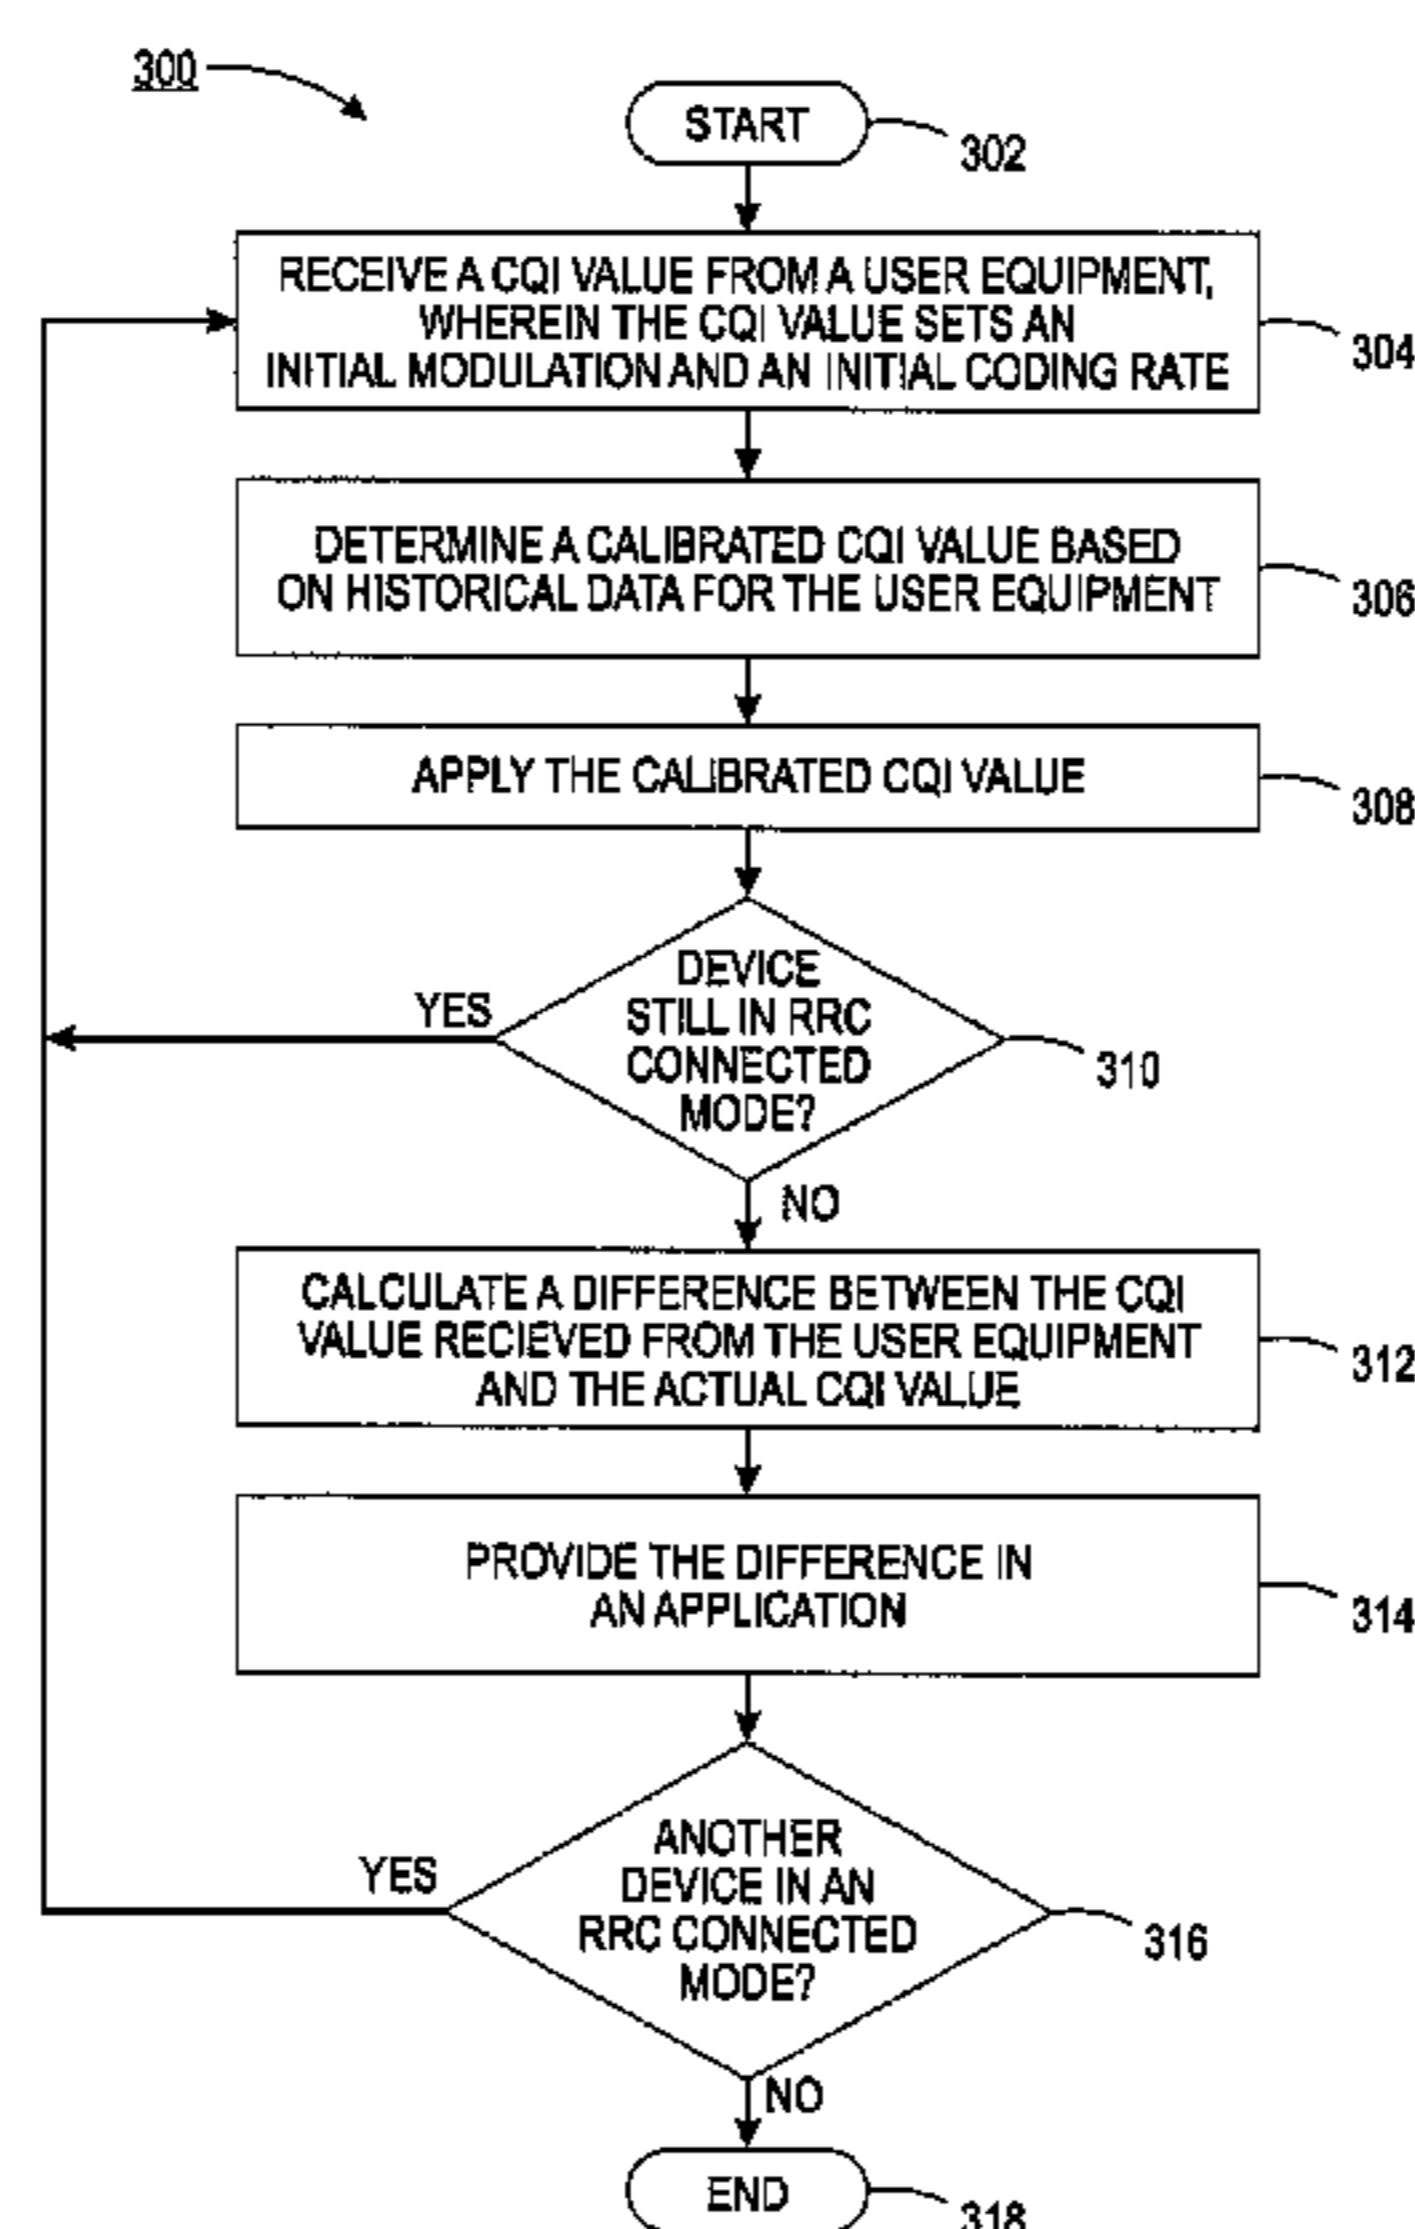 300
START
302
RECEIVE A CQI VALUE FROM A USER EQUIPMENT,
WHEREIN THE CQI VALUE SETS AN
INITIAL MODULATION AND AN INITIAL CODING RATE
304
DETERMINE A CALIBRATED CQI VALUE BASED
ON HISTORICAL DATA FOR THE USER EQUIPMENT
306
APPLY THE CALIBRATED CQI VALUE
308
DEVICE
STILL IN RRC
CONNECTED
MODE?
YES
310
NO
CALCULATE A DIFFERENCE BETWEEN THE CQI
VALUE RECIEVED FROM THE USER EQUIPMENT
AND THE ACTUAL CQI VALUE
312
PROVIDE THE DIFFERENCE IN
AN APPLICATION
314
ANOTHER
DEVICE IN AN
RRC CONNECTED
MODE?
YES
316
NO
END
318